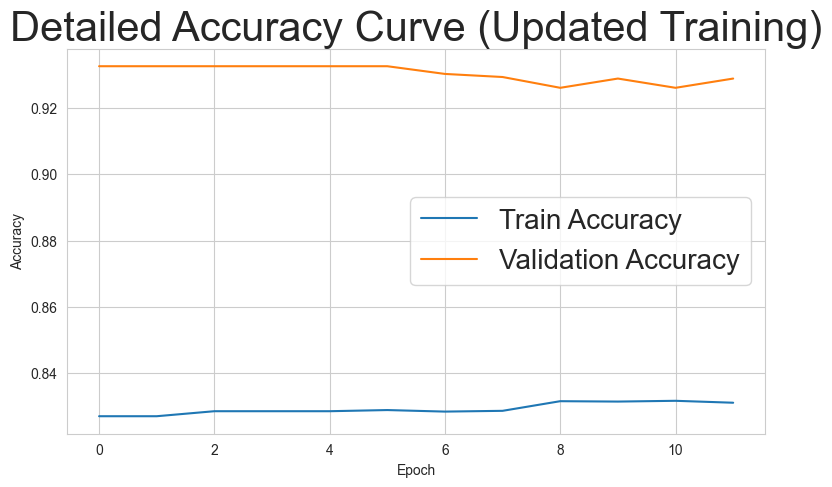 Detailed Accuracy Curve (Updated Training)
0.92
0.90
0.88
0.86
0.84
Accuracy
Train Accuracy
Validation Accuracy
0
2
4
6
8
10
Epoch